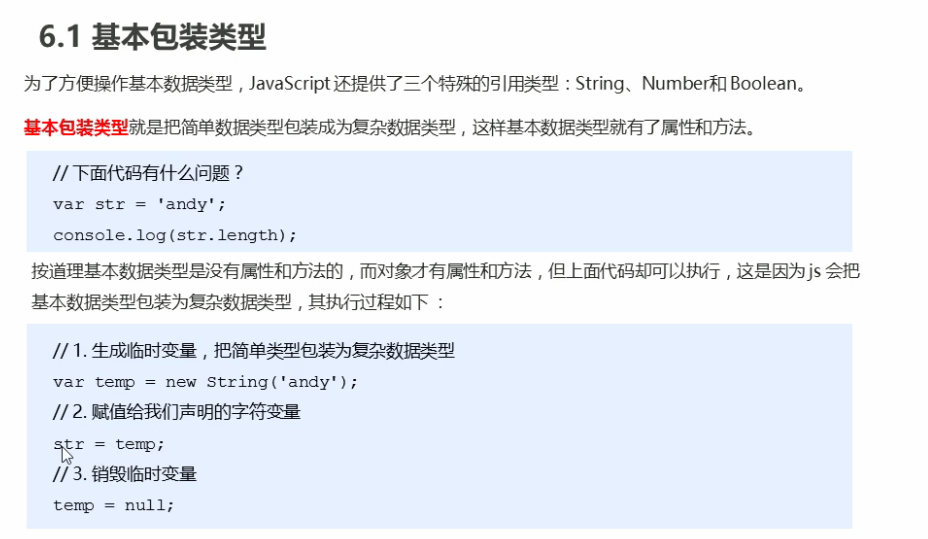 6.1 基本包装类型
为了方便操作基本数据类型，JavaScript 还提供了三个特殊的引用类型：String、Number和 Boolean。
基本包装类型就是把简单数据类型包装成为复杂数据类型，这样基本数据类型就有了属性和方法。
// 下面代码有什么问题？
var str = 'andy';
console.log(str.length);
按道理基本数据类型是没有属性和方法的，而对象才有属性和方法，但上面代码却可以执行，这是因为 js 会把
基本数据类型包装为复杂数据类型，其执行过程如下 ：
// 1. 生成临时变量，把简单类型包装为复杂数据类型
var temp = new String('andy');
// 2. 赋值给我们声明的字符变量
str = temp;
// 3. 销毁临时变量
temp = null;